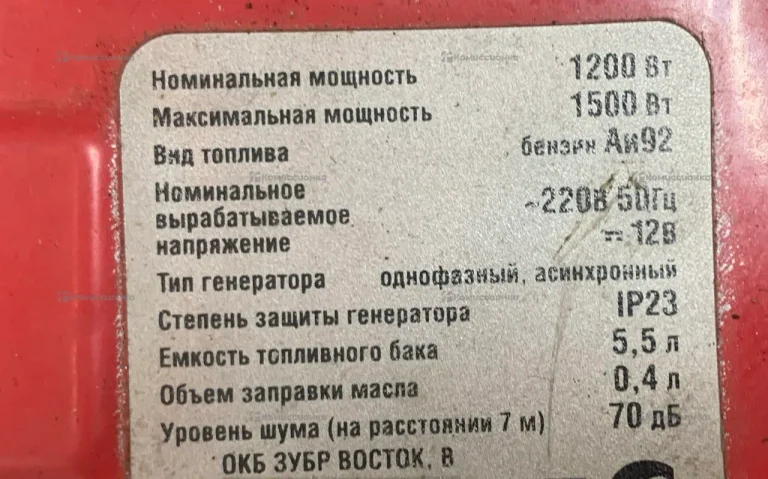 Номинальная мощность 1200 Вт
Максимальная мощность 1500 Вт
Вид топлива бензин Аи92
Номинальное
вырабатываемое ~220В 50Гц
напряжение = 12В
Тип генератора однофазный, асинхронный
Степень защиты генератора IP23
Емкость топливного бака 5,5 л
Объем заправки масла 0,4 л
Уровень шума (на расстоянии 7 м) 70 дБ
ОКБ ЗУБР ВОСТОК, В